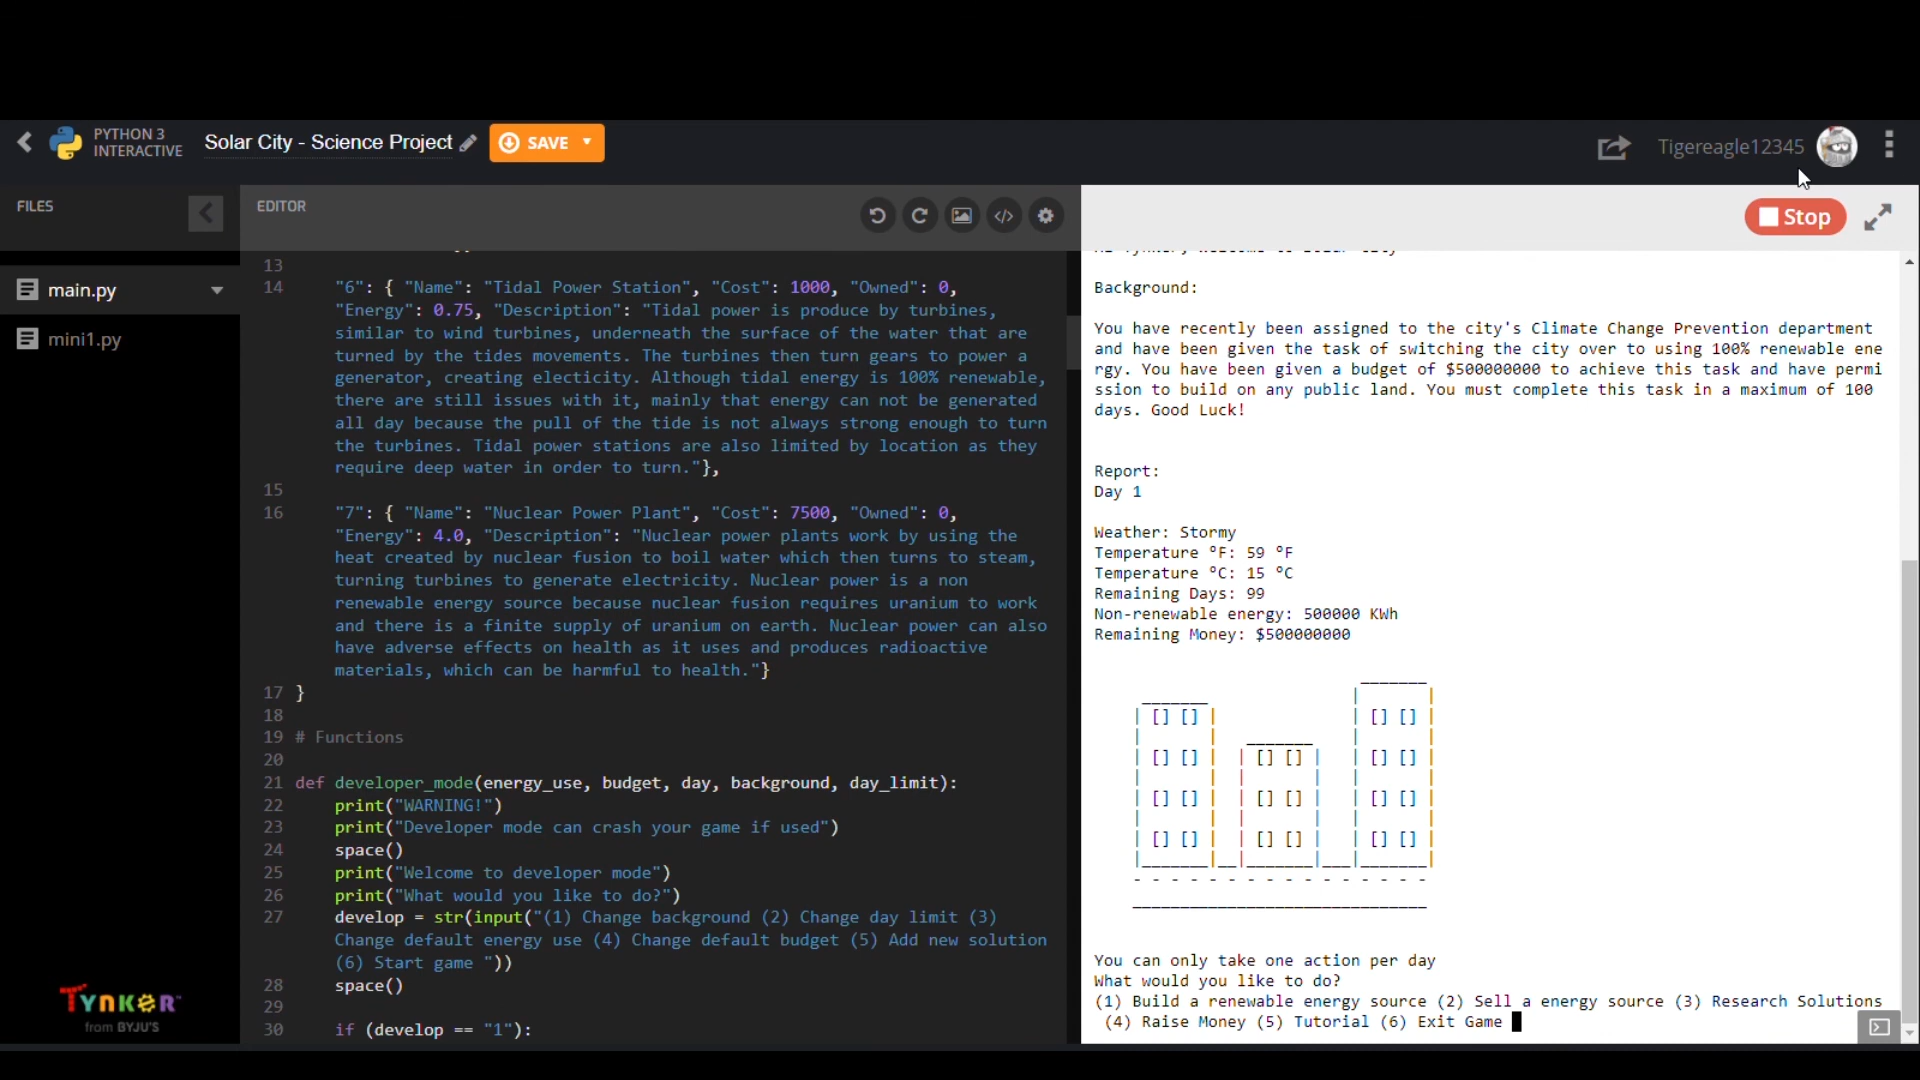 PYTHON 3
INTERACTIVE
Solar City - Science Project
SAVE
Tigereagle12345
FILES
EDITOR
Stop
main.py
mini1.py
13
14 "6": { "Name": "Tidal Power Station", "Cost": 1000, "Owned": 0,
"Energy": 0.75, "Description": "Tidal power is produce by turbines,
similar to wind turbines, underneath the surface of the water that are
turned by the tides movements. The turbines then turn gears to power a
generator, creating electicity. Although tidal energy is 100% renewable,
there are still issues with it, mainly that energy can not be generated
all day because the pull of the tide is not always strong enough to turn
the turbines. Tidal power stations are also limited by location as they
require deep water in order to turn."},
15
16 "7": { "Name": "Nuclear Power Plant", "Cost": 7500, "Owned": 0,
"Energy": 4.0, "Description": "Nuclear power plants work by using the
heat created by nuclear fusion to boil water which then turns to steam,
turning turbines to generate electricity. Nuclear power is a non
renewable energy source because nuclear fusion requires uranium to work
and there is a finite supply of uranium on earth. Nuclear power can also
have adverse effects on health as it uses and produces radioactive
materials, which can be harmful to health."}
17 }
18
19 # Functions
20
21 def developer_mode(energy_use, budget, day, background, day_limit):
22 print("WARNING!")
23 print("Developer mode can crash your game if used")
24 space()
25 print("Welcome to developer mode")
26 print("What would you like to do?")
27 develop = str(input("(1) Change background (2) Change day limit (3)
Change default energy use (4) Change default budget (5) Add new solution
(6) Start game "))
28 space()
29
30 if (develop == "1"):
TYNKER
from BYJU'S
Background:
You have recently been assigned to the city's Climate Change Prevention department
and have been given the task of switching the city over to using 100% renewable ene
rgy. You have been given a budget of $500000000 to achieve this task and have permi
ssion to build on any public land. You must complete this task in a maximum of 100
days. Good Luck!
Report:
Day 1
Weather: Stormy
Temperature °F: 59 °F
Temperature °C: 15 °C
Remaining Days: 99
Non-renewable energy: 500000 KWh
Remaining Money: $500000000
You can only take one action per day
What would you like to do?
(1) Build a renewable energy source (2) Sell a energy source (3) Research Solutions
(4) Raise Money (5) Tutorial (6) Exit Game